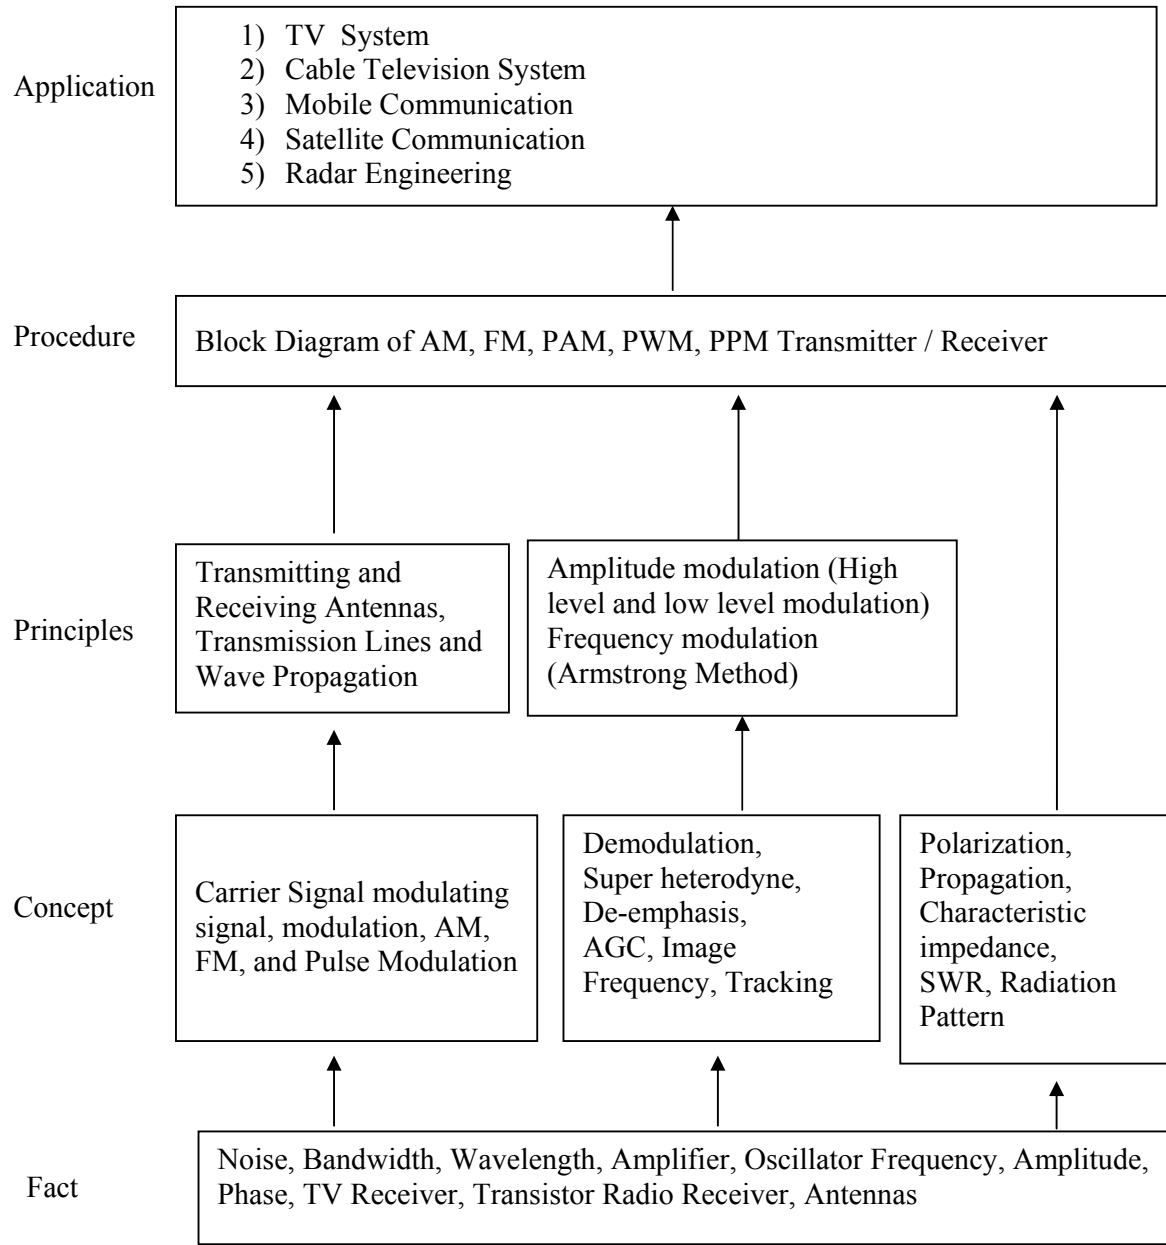 Application
1) TV System
2) Cable Television System
3) Mobile Communication
4) Satellite Communication
5) Radar Engineering
Procedure
Block Diagram of AM, FM, PAM, PWM, PPM Transmitter / Receiver
Principles
Transmitting and
Receiving Antennas,
Transmission Lines and
Wave Propagation
Amplitude modulation (High
level and low level modulation)
Frequency modulation
(Armstrong Method)
Concept
Carrier Signal modulating
signal, modulation, AM,
FM, and Pulse Modulation
Demodulation,
Super heterodyne,
De-emphasis,
AGC, Image
Frequency, Tracking
Polarization,
Propagation,
Characteristic
impedance,
SWR, Radiation
Pattern
Fact
Noise, Bandwidth, Wavelength, Amplifier, Oscillator Frequency, Amplitude,
Phase, TV Receiver, Transistor Radio Receiver, Antennas